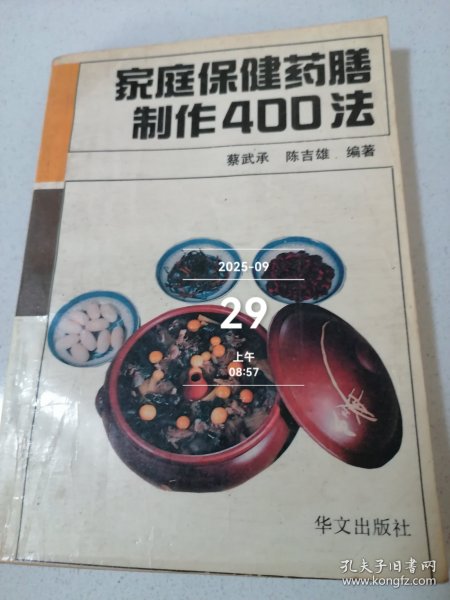 家庭保健药膳
制作400法
蔡武承 陈吉雄 编著
2025-09
29
上午
08:57
华文出版社
孔夫子旧书网
www.kongfz.com